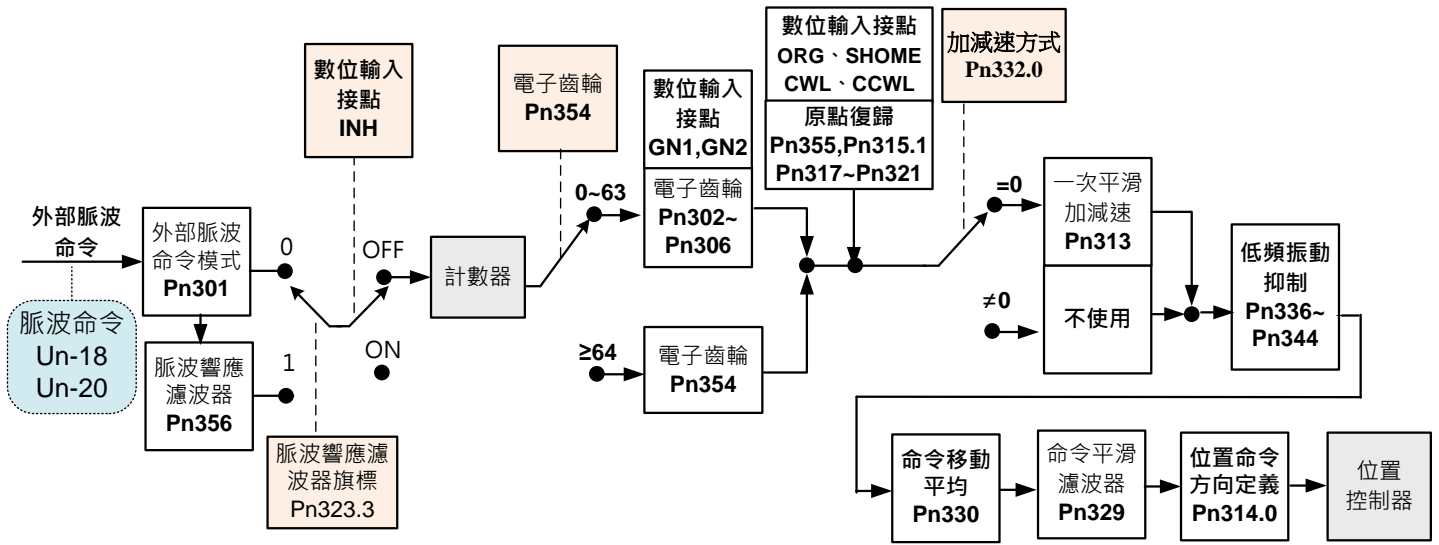 外部脈波
命令
脈波命令
Un-18
Un-20
外部脈波
命令模式
Pn301
脈波響應
濾波器
Pn356
0
1
數位輸入
接點
INH
脈波響應濾
波器旗標
Pn323.3
OFF
ON
計數器
電子齒輪
Pn354
0~63
≥64
數位輸入
接點
GN1,GN2
電子齒輪
Pn302~
Pn306
電子齒輪
Pn354
數位輸入接點
ORG、SHOME
CWL、CCWL
原點復歸
Pn355,Pn315.1
Pn317~Pn321
加減速方式
Pn332.0
=0
≠0
一次平滑
加減速
Pn313
不使用
低頻振動
抑制
Pn336~
Pn344
命令移動
平均
Pn330
命令平滑
濾波器
Pn329
位置命令
方向定義
Pn314.0
位置
控制器